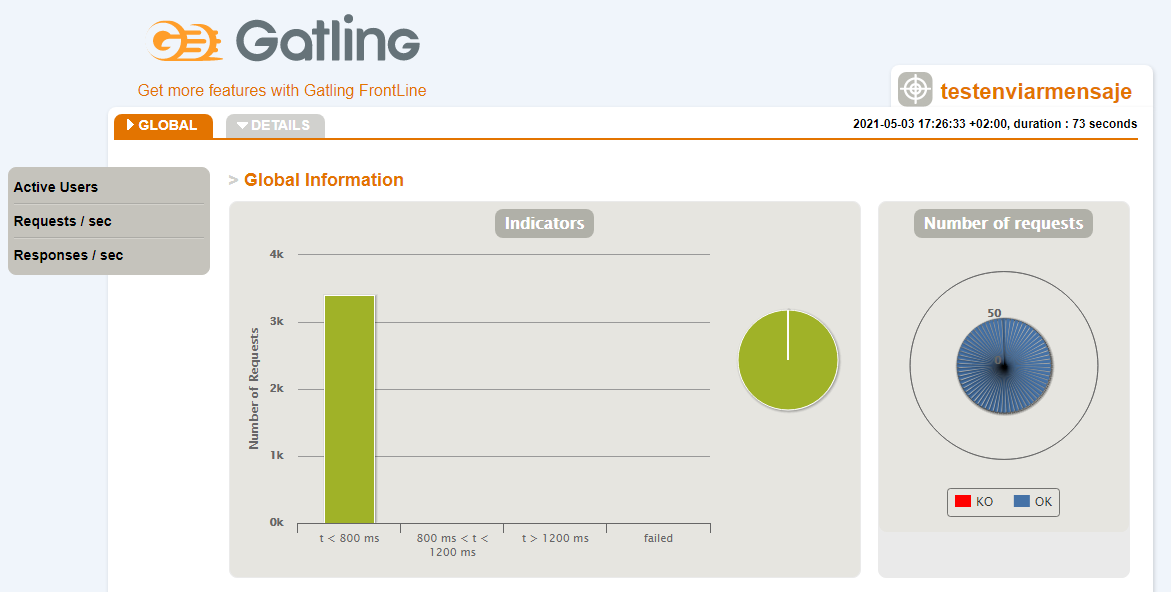 Gatling
Get more features with Gatling FrontLine
testenviarmensaje
GLOBAL
DETAILS
2021-05-03 17:26:33 +02:00, duration : 73 seconds
Active Users
Requests / sec
Responses / sec
> Global Information
Indicators
Number of Requests
4k
3k
2k
1k
0k
t < 800 ms
800 ms < t <
1200 ms
t > 1200 ms
failed
Number of requests
50
0
KO
OK